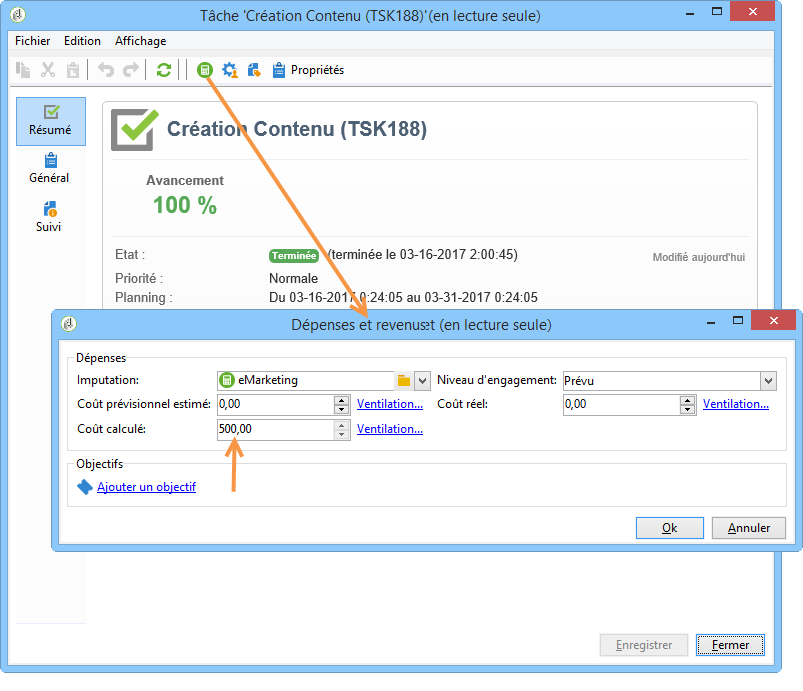 Tâche 'Création Contenu (TSK188)'(en lecture seule)
Fichier Edition Affichage
Propriétés
Résumé
Général
Suivi
Création Contenu (TSK188)
Avancement
100 %
Etat : Terminée (terminée le 03-16-2017 2:00:45) Modifié aujourd'hui
Priorité : Normale
Planning : Du 03-16-2017 0:24:05 au 03-31-2017 0:24:05
Dépenses et revenus:t (en lecture seule)
Dépenses
Imputation: eMarketing Niveau d'engagement: Prévu
Coût prévisionnel estimé: 0,00 Ventilation... Coût réel: 0,00 Ventilation...
Coût calculé: 500,00 Ventilation...
Objectifs
Ajouter un objectif
Ok Annuler
Enregistrer Fermer